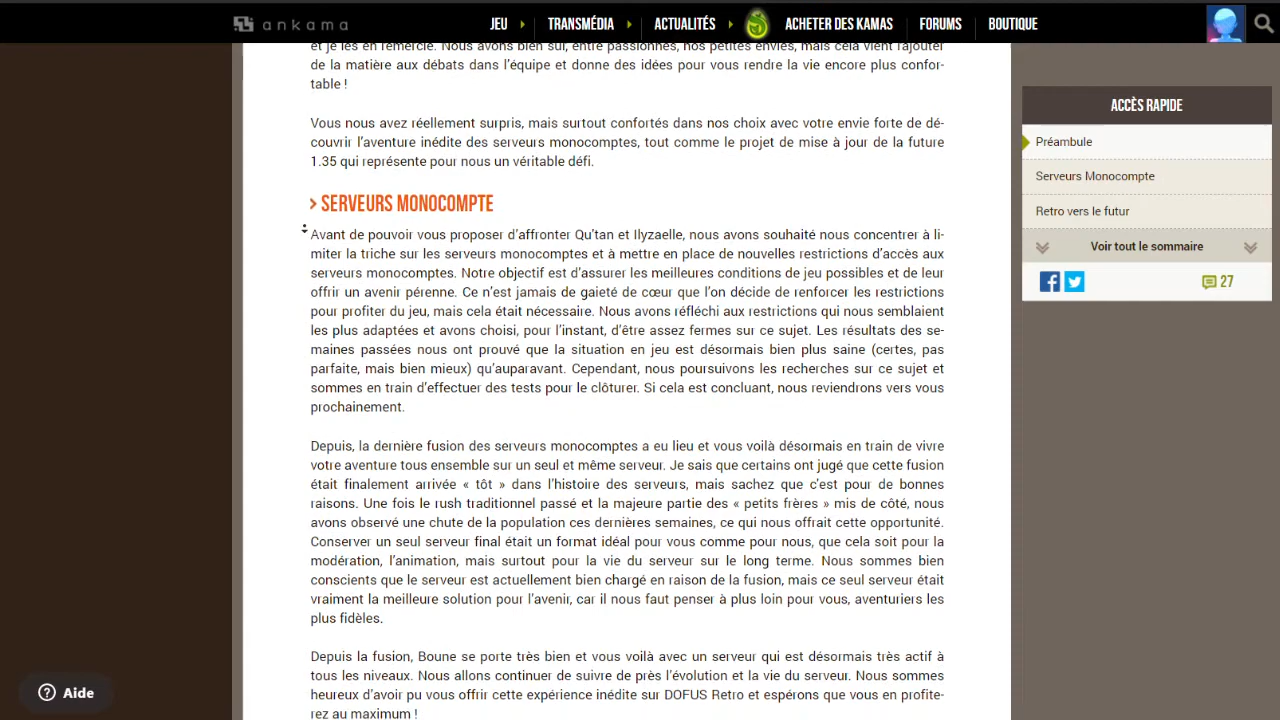 ankama
JEU
TRANSMÉDIA
ACTUALITÉS
ACHETER DES KAMAS
FORUMS
BOUTIQUE
et je les en remercie. Nous avons bien sûr, entre passionnés, nos petites envies, mais cela vient rajouter
de la matière aux débats dans l'équipe et donne des idées pour vous rendre la vie encore plus confor-
table !
Vous nous avez réellement surpris, mais surtout confortés dans nos choix avec votre envie forte de dé-
couvrir l'aventure inédite des serveurs monocomptes, tout comme le projet de mise à jour de la future
1.35 qui représente pour nous un véritable défi.
SERVEURS MONOCOMPTE
Avant de pouvoir vous proposer d'affronter Qu'tan et Ilyzaelle, nous avons souhaité nous concentrer à li-
miter la triche sur les serveurs monocomptes et à mettre en place de nouvelles restrictions d'accès aux
serveurs monocomptes. Notre objectif est d'assurer les meilleures conditions de jeu possibles et de leur
offrir un avenir pérenne. Ce n'est jamais de gaieté de cœur que l'on décide de renforcer les restrictions
pour profiter du jeu, mais cela était nécessaire. Nous avons réfléchi aux restrictions qui nous semblaient
les plus adaptées et avons choisi, pour l'instant, d'être assez fermes sur ce sujet. Les résultats des se-
maines passées nous ont prouvé que la situation en jeu est désormais bien plus saine (certes, pas
parfaite, mais bien mieux) qu'auparavant. Cependant, nous poursuivons les recherches sur ce sujet et
sommes en train d'effectuer des tests pour le clôturer. Si cela est concluant, nous reviendrons vers vous
prochainement.
Depuis, la dernière fusion des serveurs monocomptes a eu lieu et vous voilà désormais en train de vivre
votre aventure tous ensemble sur un seul et même serveur. Je sais que certains ont jugé que cette fusion
était finalement arrivée « tôt » dans l'histoire des serveurs, mais sachez que c'est pour de bonnes
raisons. Une fois le rush traditionnel passé et la majeure partie des « petits frères » mis de côté, nous
avons observé une chute de la population ces dernières semaines, ce qui nous offrait cette opportunité.
Conserver un seul serveur final était un format idéal pour vous comme pour nous, que cela soit pour la
modération, l'animation, mais surtout pour la vie du serveur sur le long terme. Nous sommes bien
conscients que le serveur est actuellement bien chargé en raison de la fusion, mais ce seul serveur était
vraiment la meilleure solution pour l'avenir, car il nous faut penser à plus loin pour vous, aventuriers les
plus fidèles.
Depuis la fusion, Boune se porte très bien et vous voilà avec un serveur qui est désormais très actif à
tous les niveaux. Nous allons continuer de suivre de près l'évolution et la vie du serveur. Nous sommes
heureux d'avoir pu vous offrir cette expérience inédite sur DOFUS Retro et espérons que vous en profite-
rez au maximum !
ACCÈS RAPIDE
Préambule
Serveurs Monocompte
Retro vers le futur
Voir tout le sommaire
27
Aide